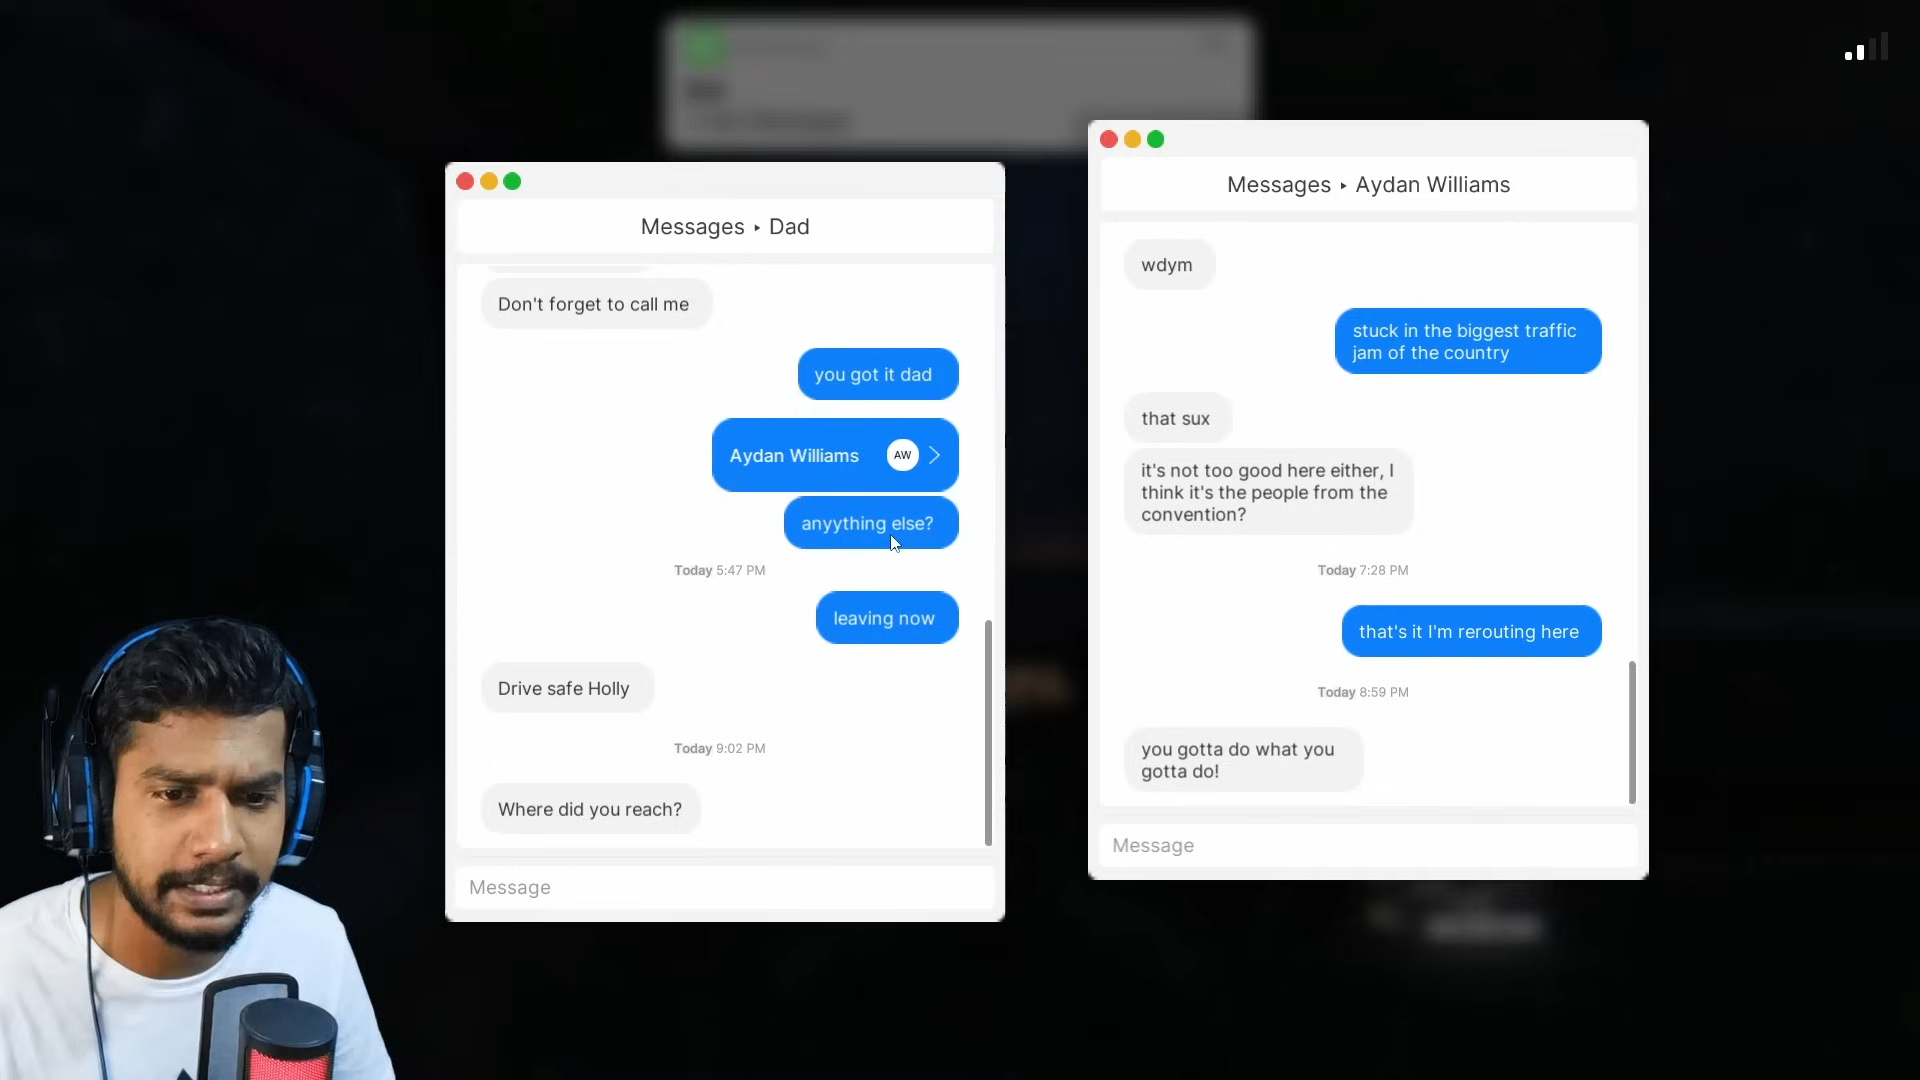 Messages ▸ Dad
Don't forget to call me
you got it dad
Aydan Williams AW
anyything else?
Today 5:47 PM
leaving now
Drive safe Holly
Today 9:02 PM
Where did you reach?
Message
Messages ▸ Aydan Williams
wdym
stuck in the biggest traffic
jam of the country
that sux
it's not too good here either, I
think it's the people from the
convention?
Today 7:28 PM
that's it I'm rerouting here
Today 8:59 PM
you gotta do what you
gotta do!
Message